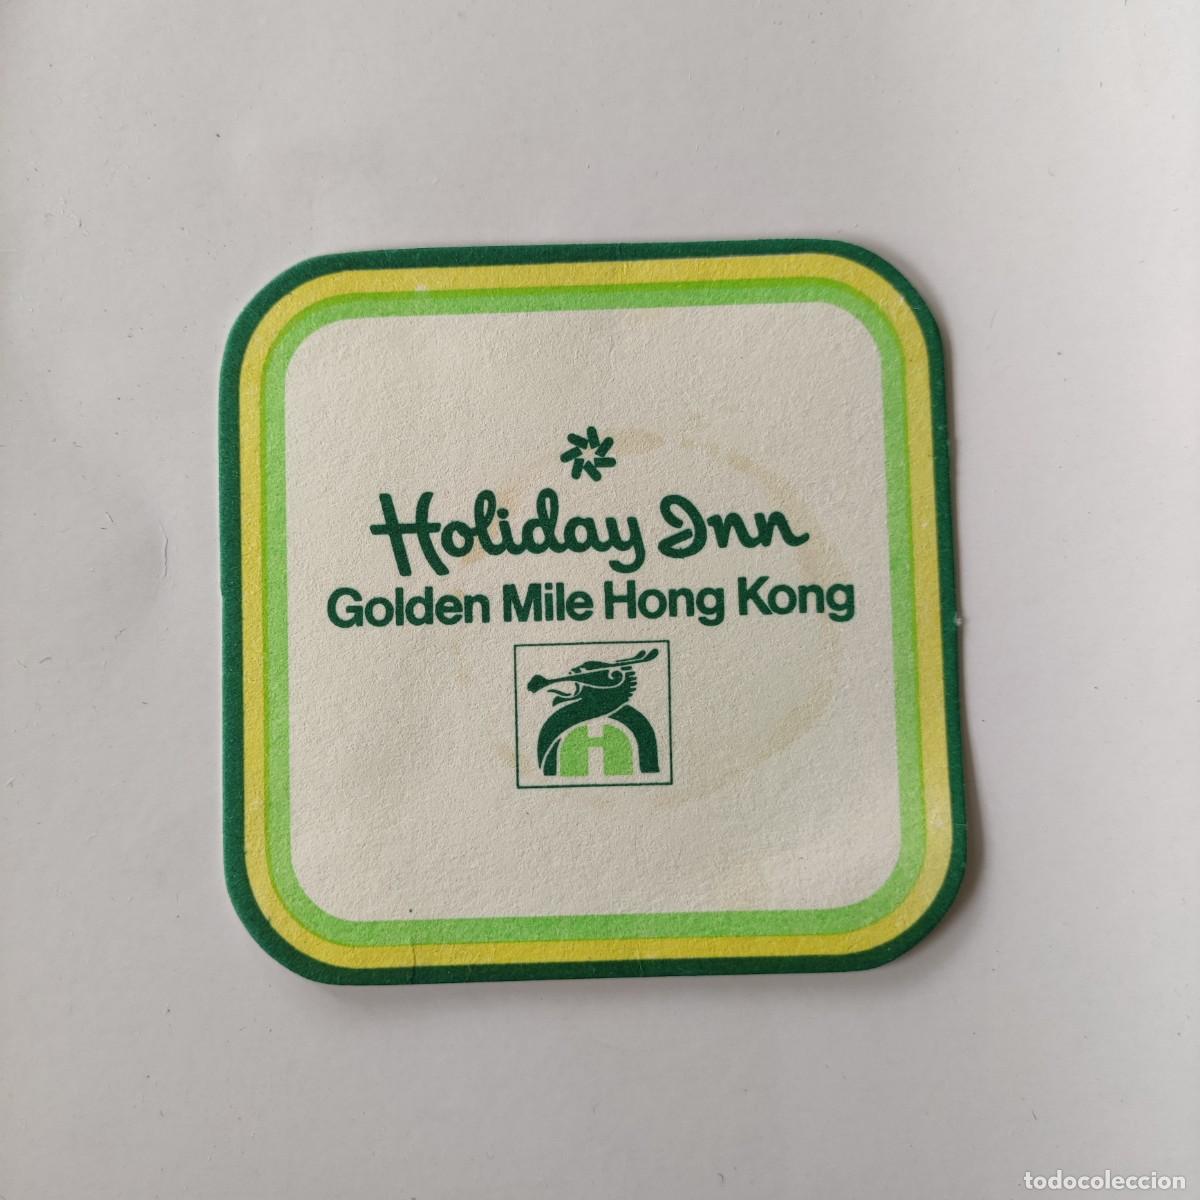 Holiday Inn
Golden Mile Hong Kong
H
todocoleccion